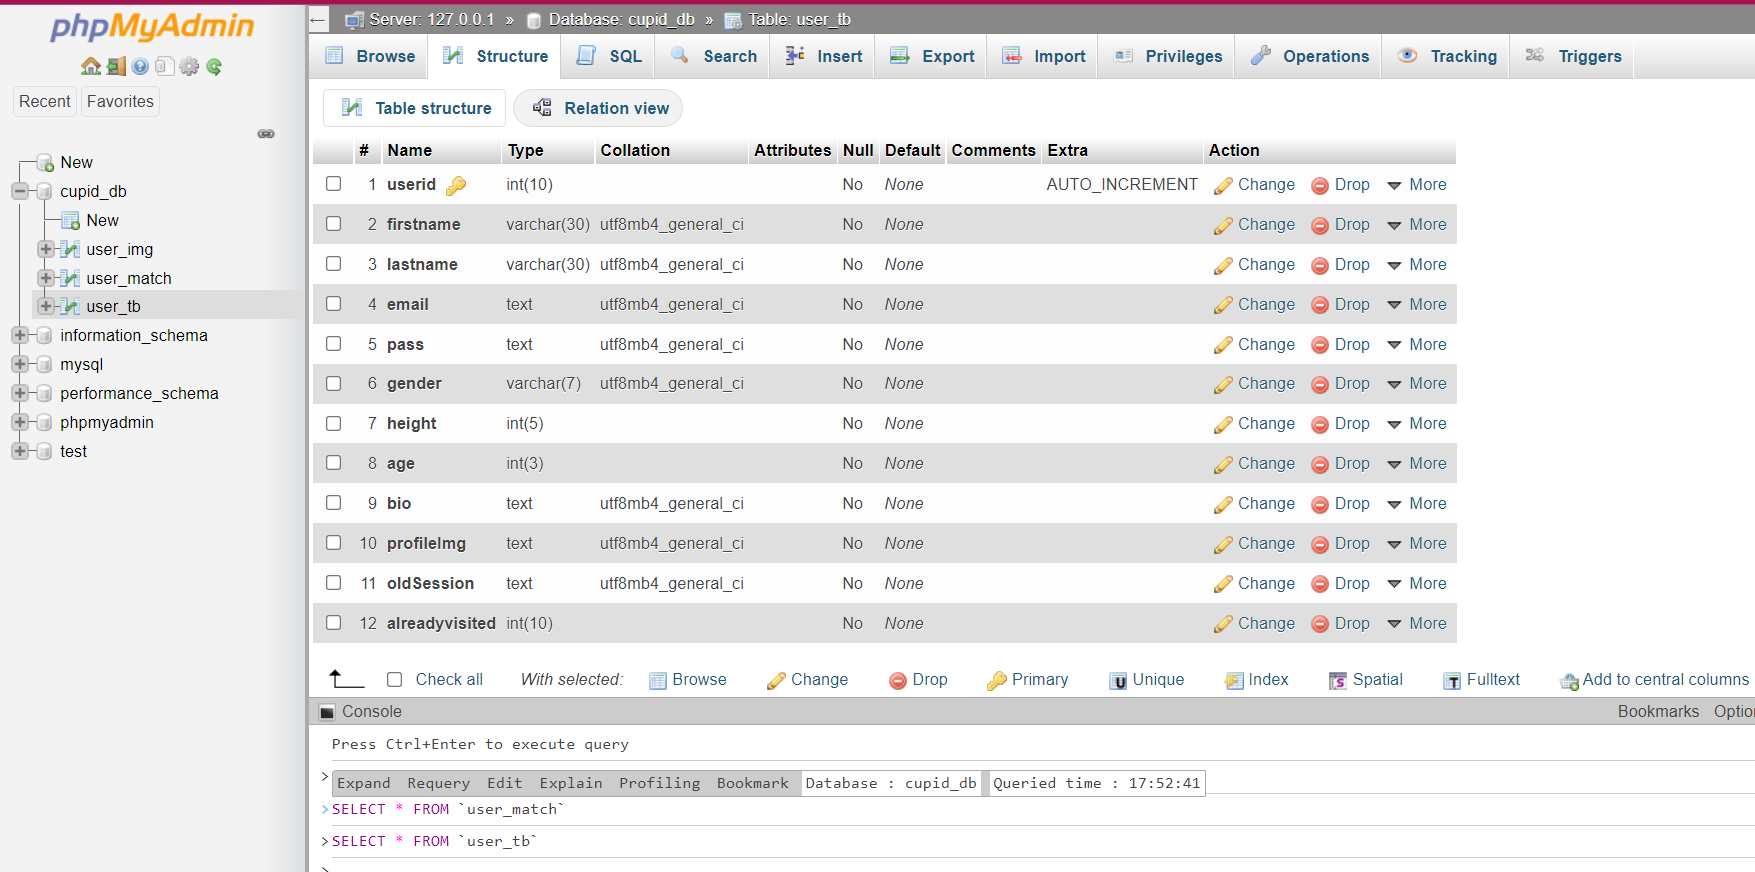 phpMyAdmin
Recent Favorites
New
cupid_db
New
user_img
user_match
user_tb
information_schema
mysql
performance_schema
phpmyadmin
test
← Server: 127.0.0.1 » Database: cupid_db » Table: user_tb
Browse Structure SQL Search Insert Export Import Privileges Operations Tracking Triggers
Table structure Relation view
# Name Type Collation Attributes Null Default Comments Extra Action
1 userid int(10) No None AUTO_INCREMENT Change Drop More
2 firstname varchar(30) utf8mb4_general_ci No None Change Drop More
3 lastname varchar(30) utf8mb4_general_ci No None Change Drop More
4 email text utf8mb4_general_ci No None Change Drop More
5 pass text utf8mb4_general_ci No None Change Drop More
6 gender varchar(7) utf8mb4_general_ci No None Change Drop More
7 height int(5) No None Change Drop More
8 age int(3) No None Change Drop More
9 bio text utf8mb4_general_ci No None Change Drop More
10 profileImg text utf8mb4_general_ci No None Change Drop More
11 oldSession text utf8mb4_general_ci No None Change Drop More
12 alreadyvisited int(10) No None Change Drop More
Check all With selected: Browse Change Drop Primary Unique Index Spatial Fulltext Add to central columns
Console Bookmarks Optio
Press Ctrl+Enter to execute query
> Expand Requery Edit Explain Profiling Bookmark Database : cupid_db Queried time : 17:52:41
>SELECT * FROM `user_match`
>SELECT * FROM `user_tb`